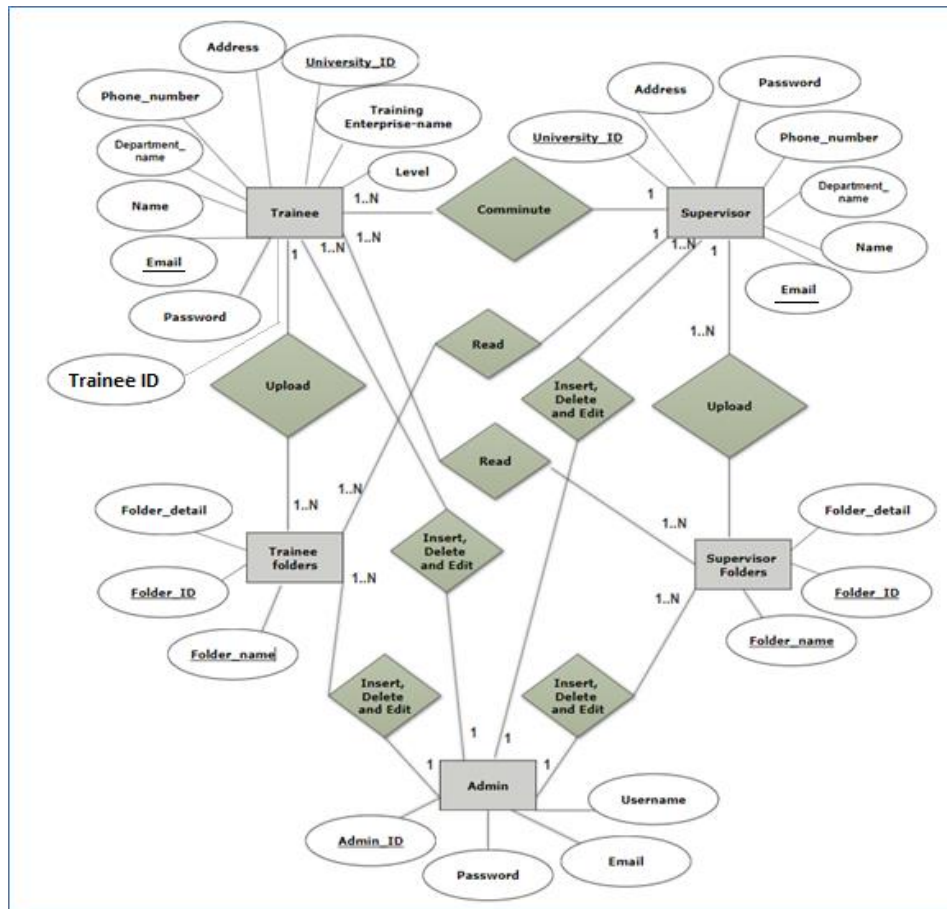 Address
University_ID
Password
Address
Phone_number
Training
Enterprise-name
University_ID
Phone_number
Department_
name
Level
Department_
name
1..N
1
Name
Trainee
Comminute
Supervisor
1..N
1
1..N
Name
1
1..N
1
Email
Email
Password
1..N
Read
Trainee ID
Upload
Insert,
Delete
and Edit
Upload
Read
1..N
1..N
1..N
Folder_detail
Folder_detail
Trainee
folders
Insert,
Delete
and Edit
Supervisor
Folders
1..N
1..N
Folder_ID
Folder_ID
Folder_name
Folder_name
Insert,
Delete
and Edit
Insert,
Delete
and Edit
1
1
1
1
Admin
Username
Admin_ID
Email
Password